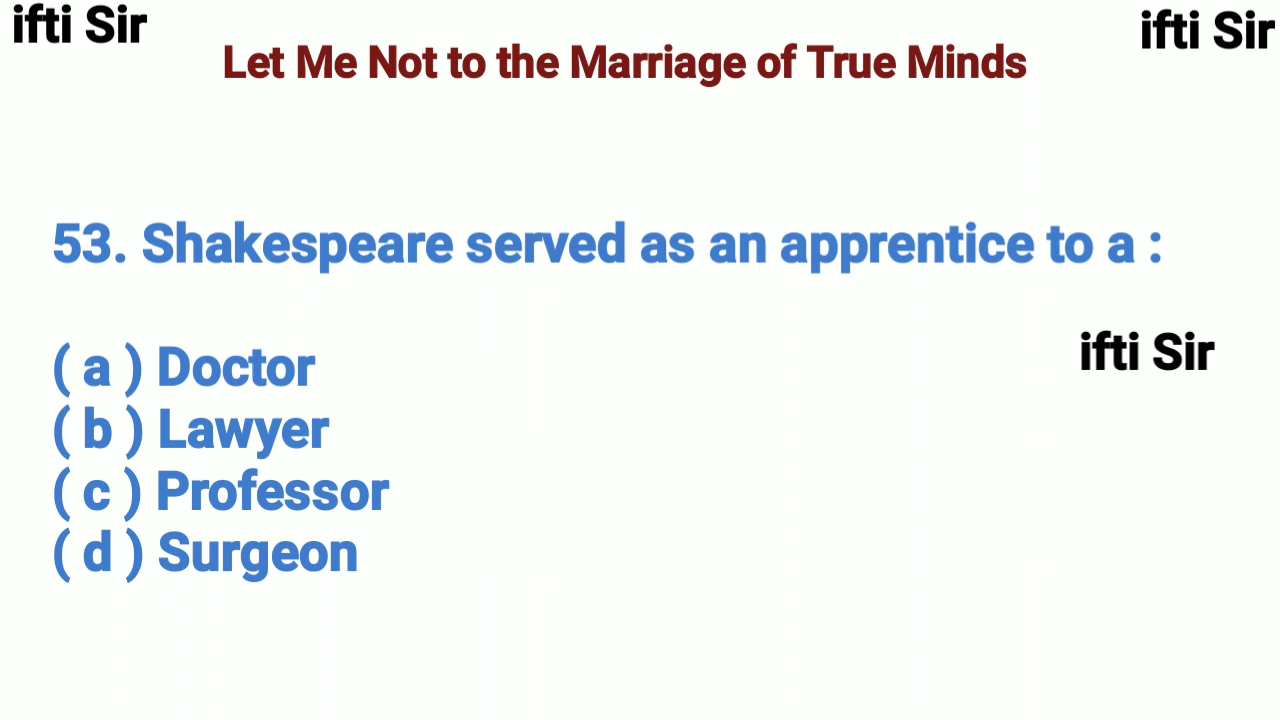 ifti Sir
ifti Sir
Let Me Not to the Marriage of True Minds
53. Shakespeare served as an apprentice to a :
ifti Sir
( a ) Doctor
( b ) Lawyer
( c ) Professor
( d ) Surgeon